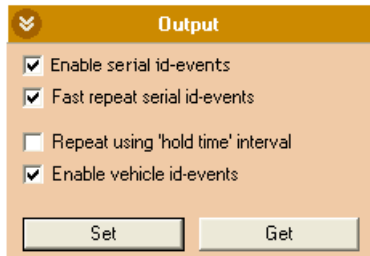 Output
Enable serial id-events
Fast repeat serial id-events
Repeat using 'hold time' interval
Enable vehicle id-events
Set Get